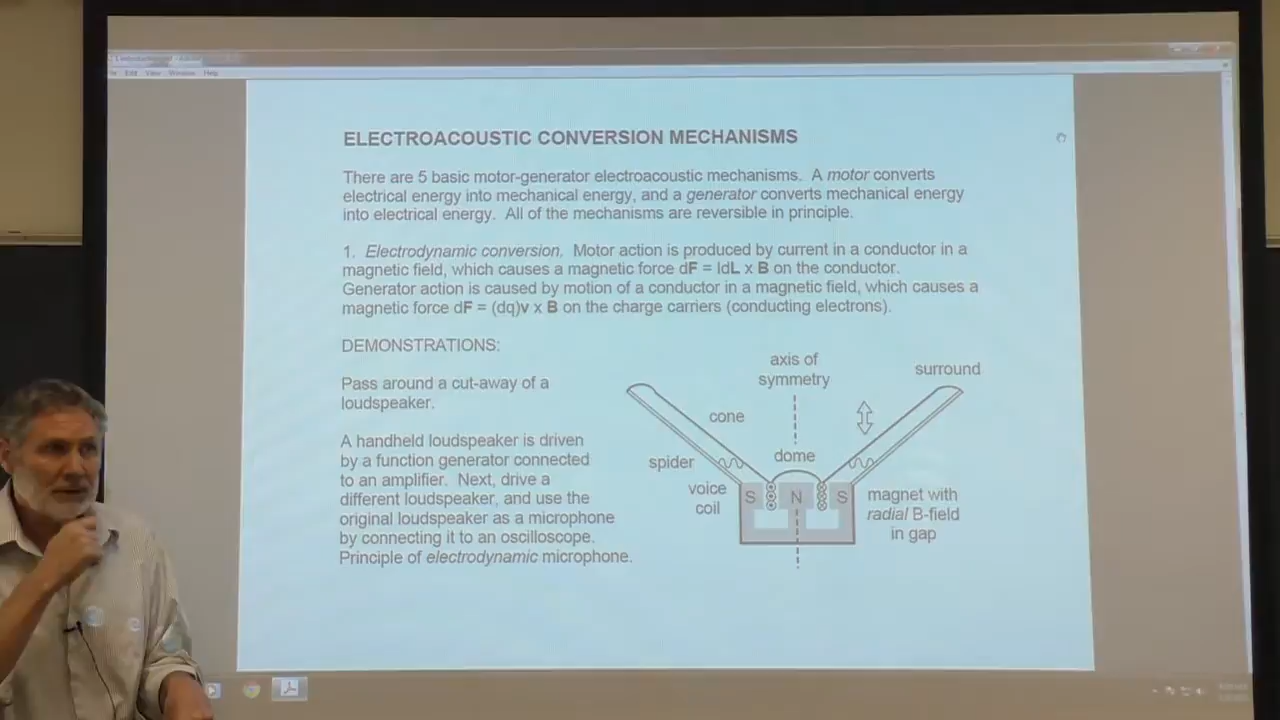 Edit View Window Help
ELECTROACOUSTIC CONVERSION MECHANISMS
There are 5 basic motor-generator electroacoustic mechanisms. A motor converts
electrical energy into mechanical energy, and a generator converts mechanical energy
into electrical energy. All of the mechanisms are reversible in principle.
1. Electrodynamic conversion. Motor action is produced by current in a conductor in a
magnetic field, which causes a magnetic force dF = IdL x B on the conductor.
Generator action is caused by motion of a conductor in a magnetic field, which causes a
magnetic force dF = (dq)v x B on the charge carriers (conducting electrons).
DEMONSTRATIONS:
Pass around a cut-away of a
loudspeaker.
A handheld loudspeaker is driven
by a function generator connected
to an amplifier. Next, drive a
different loudspeaker, and use the
original loudspeaker as a microphone
by connecting it to an oscilloscope.
Principle of electrodynamic microphone.
axis of
symmetry
surround
cone
dome
spider
voice
coil
S N S
magnet with
radial B-field
in gap